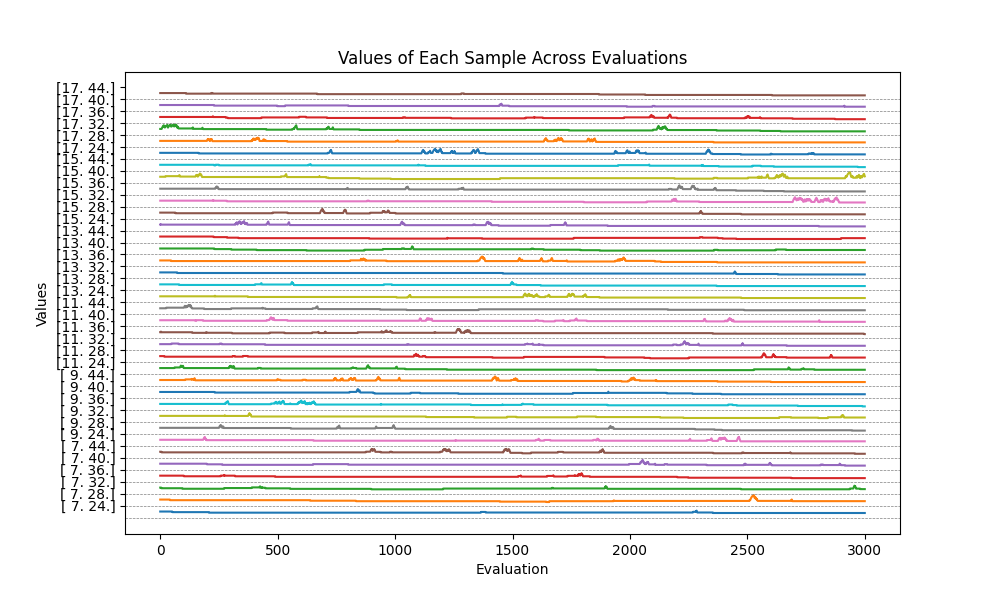 Values of Each Sample Across Evaluations
[17. 44.]
[17. 40.]
[17. 36.]
[17. 32.]
[17. 28.]
[17. 24.]
[15. 44.]
[15. 40.]
[15. 36.]
[15. 32.]
[15. 28.]
[15. 24.]
[13. 44.]
[13. 40.]
[13. 36.]
[13. 32.]
[13. 28.]
[13. 24.]
[11. 44.]
[11. 40.]
[11. 36.]
[11. 32.]
[11. 28.]
[11. 24.]
[ 9. 44.]
[ 9. 40.]
[ 9. 36.]
[ 9. 32.]
[ 9. 28.]
[ 9. 24.]
[ 7. 44.]
[ 7. 40.]
[ 7. 36.]
[ 7. 32.]
[ 7. 28.]
[ 7. 24.]
Values
0 500 1000 1500 2000 2500 3000
Evaluation